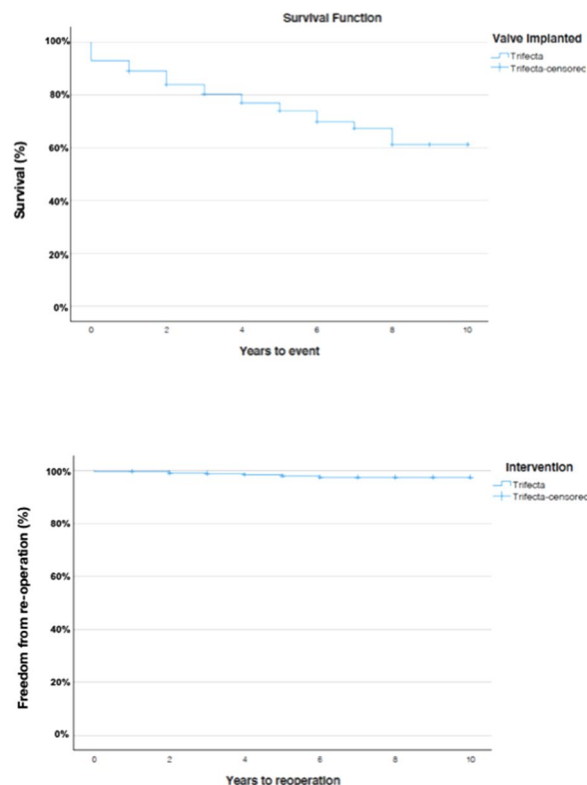 Survival Function
Valve Implanted
Trifecta
Trifecta-censorec
Survival (%)
100%
80%
60%
40%
20%
0%
0 2 4 6 8 10
Years to event
Intervention
Trifecta
Trifecta-censorec
Freedom from re-operation (%)
100%
80%
60%
40%
20%
0%
0 2 4 6 8 10
Years to reoperation